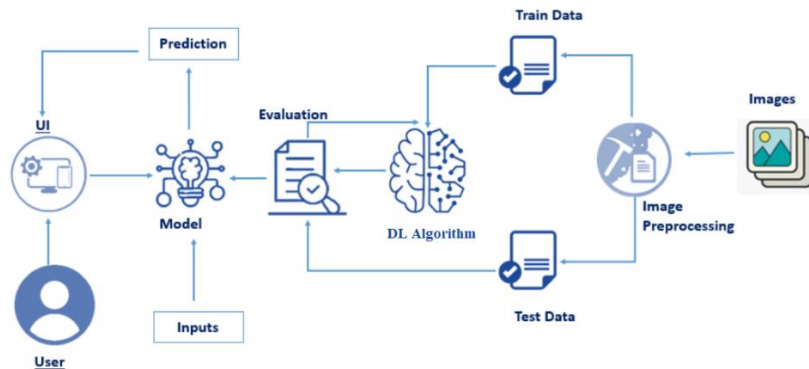 Train Data
Prediction
Images
Evaluation
UI
Model
DL Algorithm
Image
Preprocessing
Inputs
Test Data
User